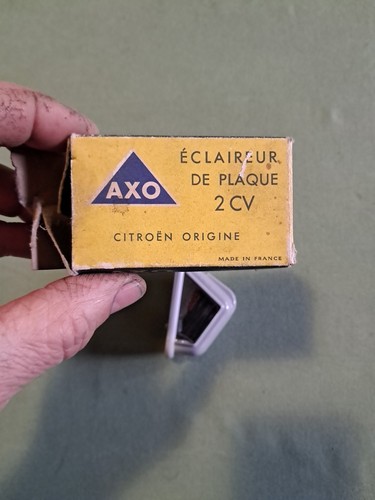 AXO
ÉCLAIREUR
DE PLAQUE
2 CV
CITROËN ORIGINE
MADE IN FRANCE